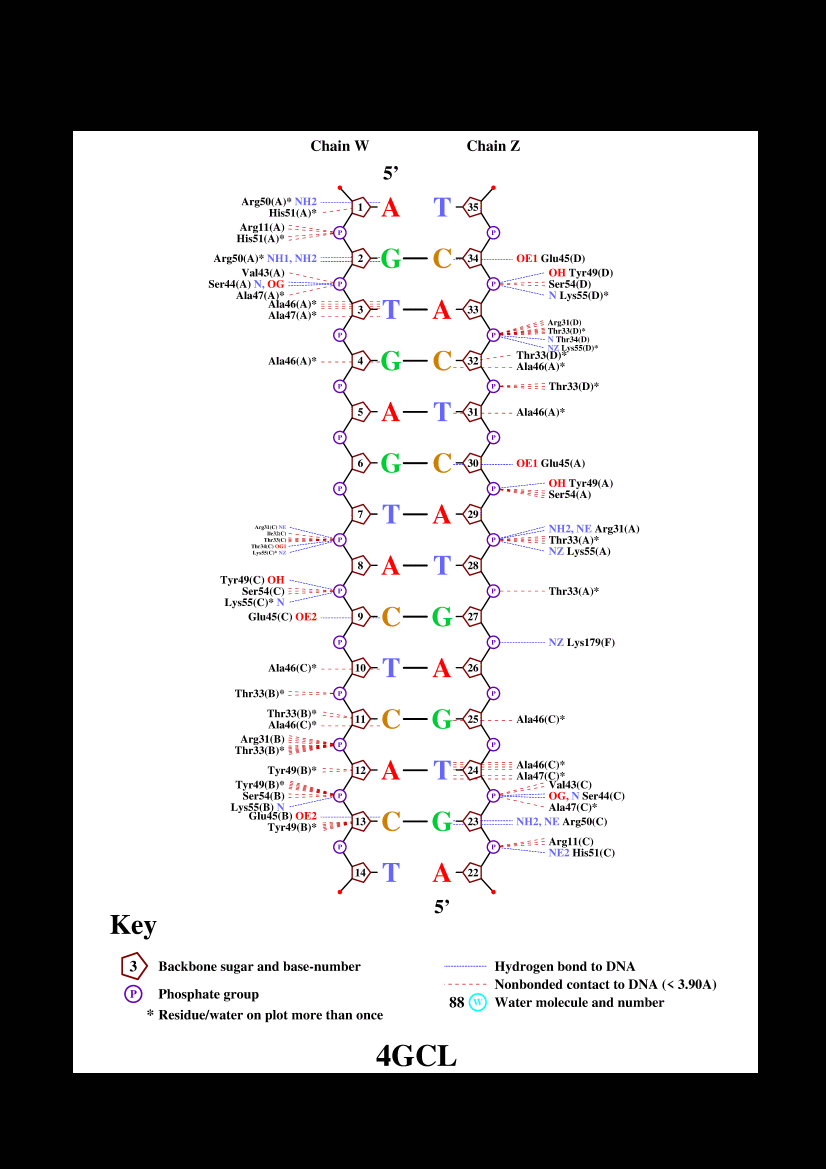 Chain W Chain Z
5’
Arg50(A)* NH2 1 A T 35
His51(A)*
Arg11(A) P P
His51(A)*
Arg50(A)* NH1, NH2 2 G C 34 OE1 Glu45(D)
Val43(A) OH Tyr49(D)
Ser44(A) N, OG P P Ser54(D)
Ala47(A)* N Lys55(D)*
Ala46(A)* 3 T A 33
Ala47(A)*
Arg31(D)
P P Thr33(D)*
N Thr34(D)
NZ Lys55(D)*
Thr33(D)*
Ala46(A)* 4 G C 32 Ala46(A)*
P P Thr33(D)*
5 A T 31 Ala46(A)*
P P
6 G C 30 OE1 Glu45(A)
OH Tyr49(A)
P P Ser54(A)
7 T A 29
Arg31(C) NE NH2, NE Arg31(A)
Ile32(C)
Thr33(C) P P Thr33(A)*
Thr34(C) OG1
Lys55(C)* NZ NZ Lys55(A)
8 A T 28
Tyr49(C) OH
Ser54(C) P P Thr33(A)*
Lys55(C)* N
Glu45(C) OE2 9 C G 27
P P NZ Lys179(F)
Ala46(C)* 10 T A 26
Thr33(B)* P P
Thr33(B)* 11 C G 25 Ala46(C)*
Ala46(C)*
Arg31(B) P P
Thr33(B)*
Tyr49(B)* 12 A T 24 Ala46(C)*
Ala47(C)*
Tyr49(B)* Val43(C)
Ser54(B) P P OG, N Ser44(C)
Lys55(B) N Ala47(C)*
Glu45(B) OE2 13 C G 23 NH2, NE Arg50(C)
Tyr49(B)*
P P Arg11(C)
NE2 His51(C)
14 T A 22
5’
Key
3 Backbone sugar and base-number
P Phosphate group
* Residue/water on plot more than once
Hydrogen bond to DNA
Nonbonded contact to DNA (< 3.90A)
88 W Water molecule and number
4GCL